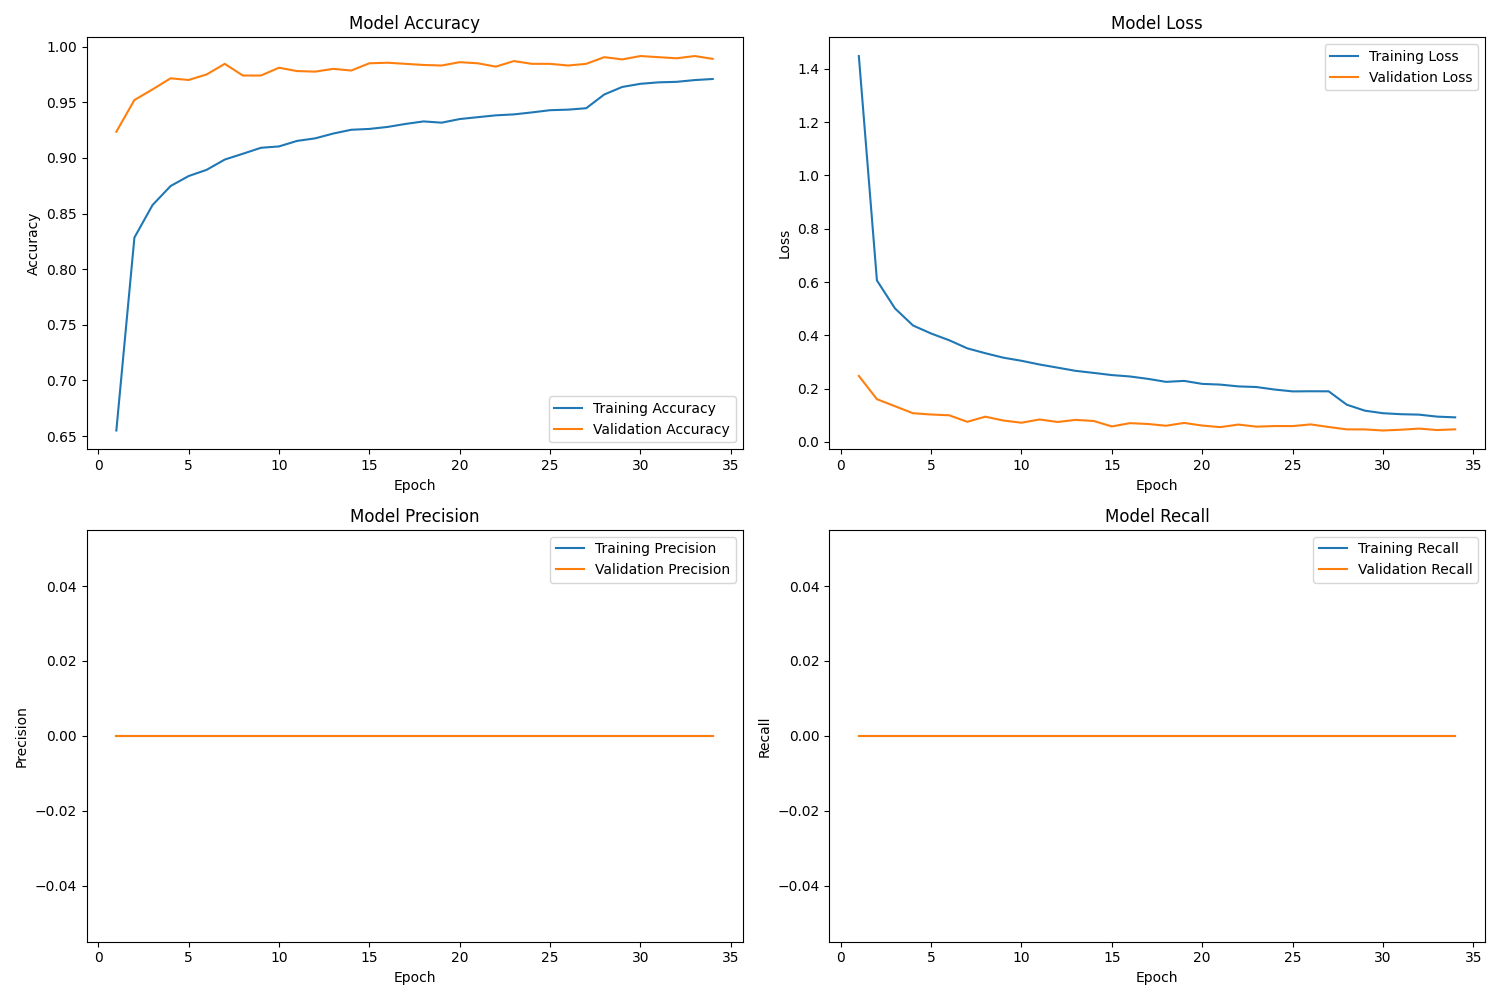 Model Accuracy
1.00
0.95
0.90
0.85
0.80
0.75
0.70
0.65
Accuracy
Training Accuracy
Validation Accuracy
0 5 10 15 20 25 30 35
Epoch
Model Loss
1.4
1.2
1.0
0.8
0.6
0.4
0.2
0.0
Loss
Training Loss
Validation Loss
0 5 10 15 20 25 30 35
Epoch
Model Precision
0.04
0.02
0.00
−0.02
−0.04
Precision
Training Precision
Validation Precision
0 5 10 15 20 25 30 35
Epoch
Model Recall
0.04
0.02
0.00
−0.02
−0.04
Recall
Training Recall
Validation Recall
0 5 10 15 20 25 30 35
Epoch